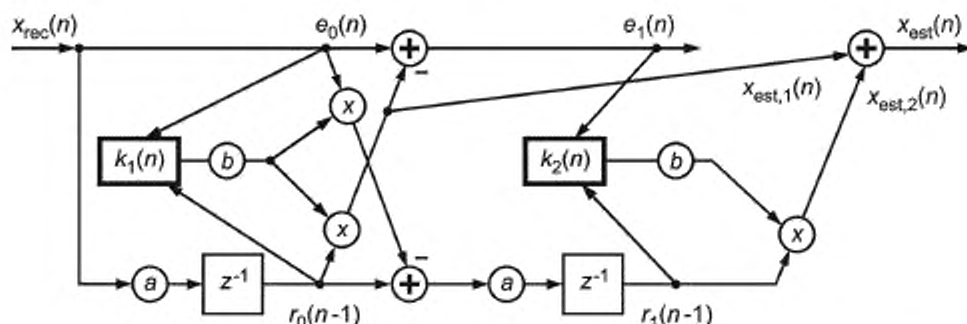 x_rec(n) e_0(n) e_1(n) x_est(n)
+ +
−
x x_est,1(n) x_est,2(n)
k_1(n) b k_2(n) b
x x
−
a z^-1 + a z^-1
r_0(n-1) r_1(n-1)